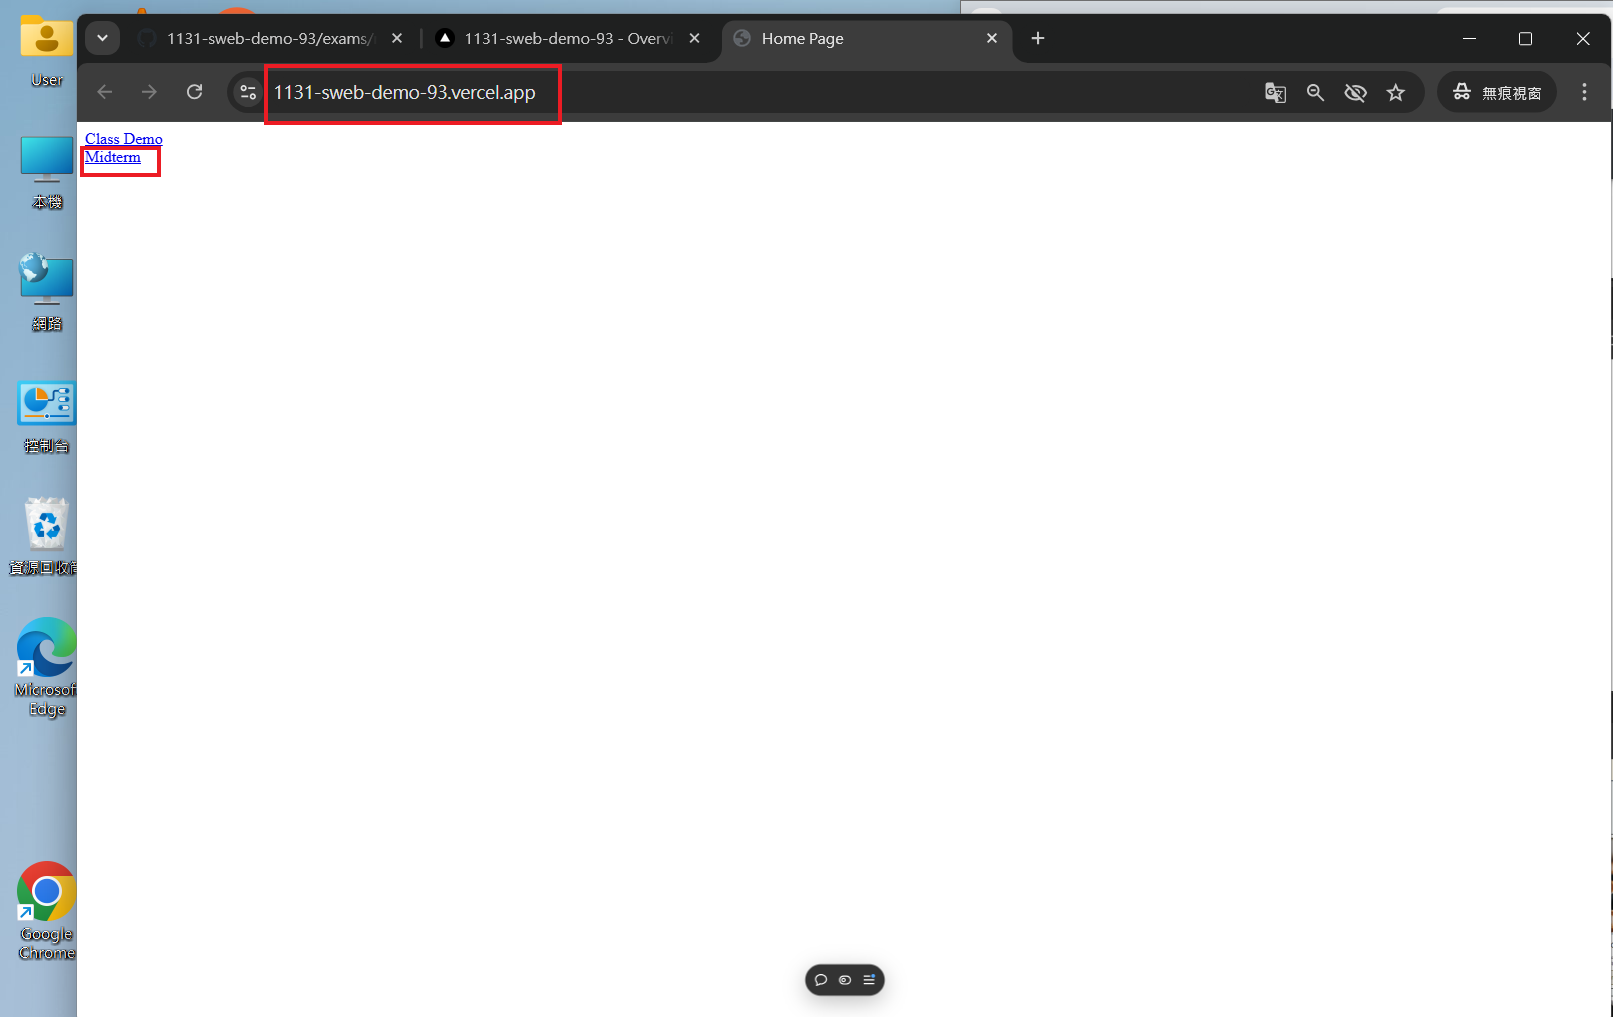 1131-sweb-demo-93/exams/
1131-sweb-demo-93 - Overvi
Home Page
1131-sweb-demo-93.vercel.app
無痕視窗
Class Demo
Midterm
User
本機
網路
控制台
資源回收筒
Microsoft
Edge
Google
Chrome